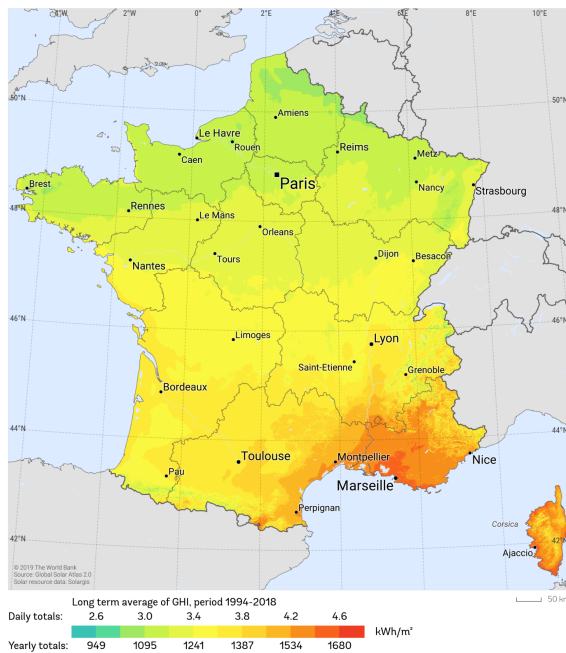 4°W 2°W 0° 2°E 4°E 6°E 8°E 10°E
50°N 50°N
Amiens
Le Havre
Rouen
Reims
Caen
Metz
Paris
Nancy
Brest
Strasbourg
48°N 48°N
Rennes
Le Mans
Orleans
Nantes
Tours
Dijon
Besacon
46°N 46°N
Limoges
Lyon
Saint-Etienne
Grenoble
Bordeaux
44°N 44°N
Toulouse
Montpellier
Nice
Pau
Marseille
Perpignan
Corsica
42°N 42°N
Ajaccio
© 2019 The World Bank
Source: Global Solar Atlas 2.0
Solar resource data: Solargis
50 km
Long term average of GHI, period 1994-2018
Daily totals: 2.6 3.0 3.4 3.8 4.2 4.6
kWh/m²
Yearly totals: 949 1095 1241 1387 1534 1680